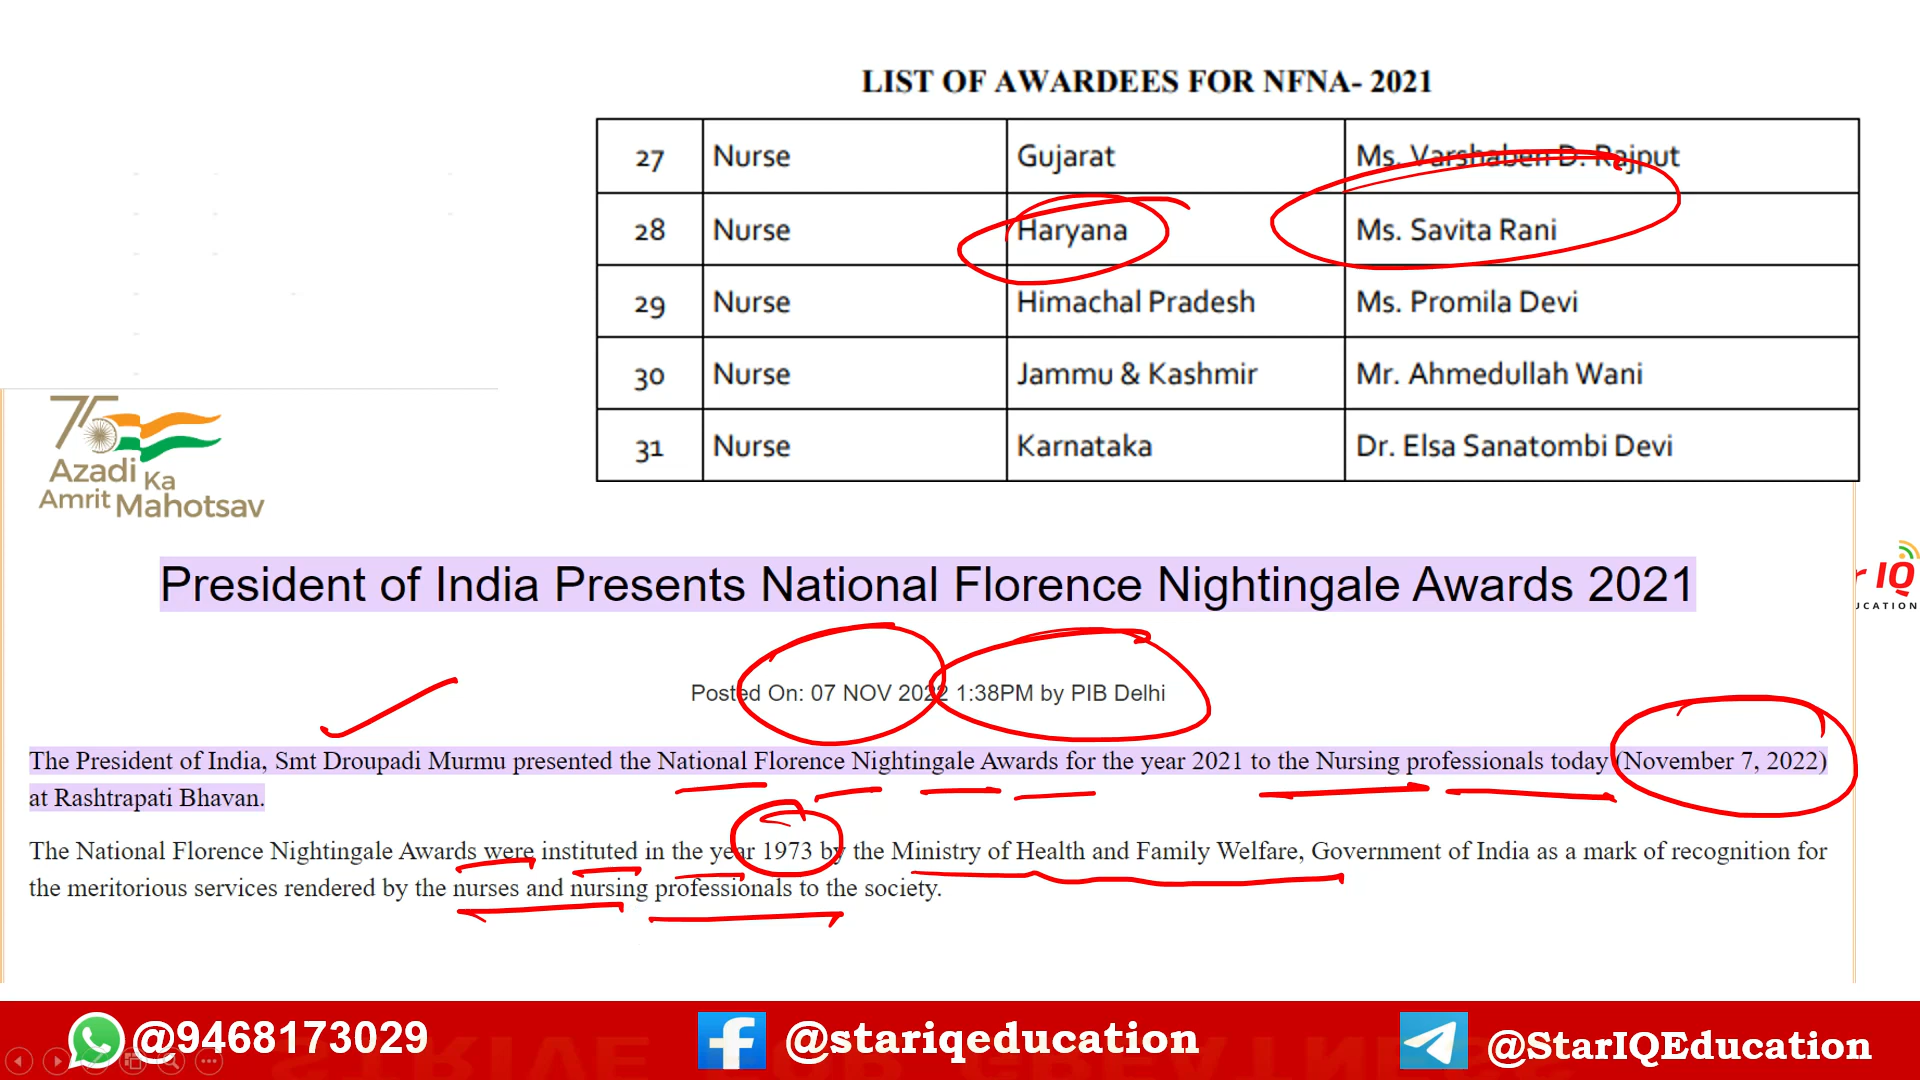 LIST OF AWARDEES FOR NFNA- 2021
27 Nurse Gujarat Ms. Varshaben D. Rajput
28 Nurse Haryana Ms. Savita Rani
29 Nurse Himachal Pradesh Ms. Promila Devi
30 Nurse Jammu & Kashmir Mr. Ahmedullah Wani
31 Nurse Karnataka Dr. Elsa Sanatombi Devi
75
Azadi Ka
Amrit Mahotsav
President of India Presents National Florence Nightingale Awards 2021
r IQ
UCATION
Posted On: 07 NOV 2022 1:38PM by PIB Delhi
The President of India, Smt Droupadi Murmu presented the National Florence Nightingale Awards for the year 2021 to the Nursing professionals today (November 7, 2022)
at Rashtrapati Bhavan.
The National Florence Nightingale Awards were instituted in the year 1973 by the Ministry of Health and Family Welfare, Government of India as a mark of recognition for
the meritorious services rendered by the nurses and nursing professionals to the society.
@9468173029 @stariqeducation @StarIQEducation